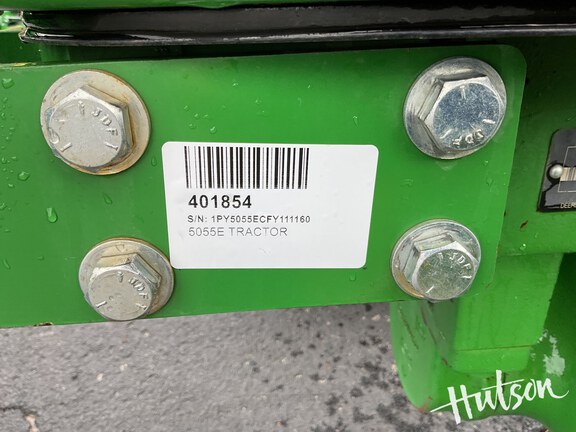 JDF
JDF
401854
S/N: 1PY5055ECFY111160
5055E TRACTOR
JDF
JDF
Hutson